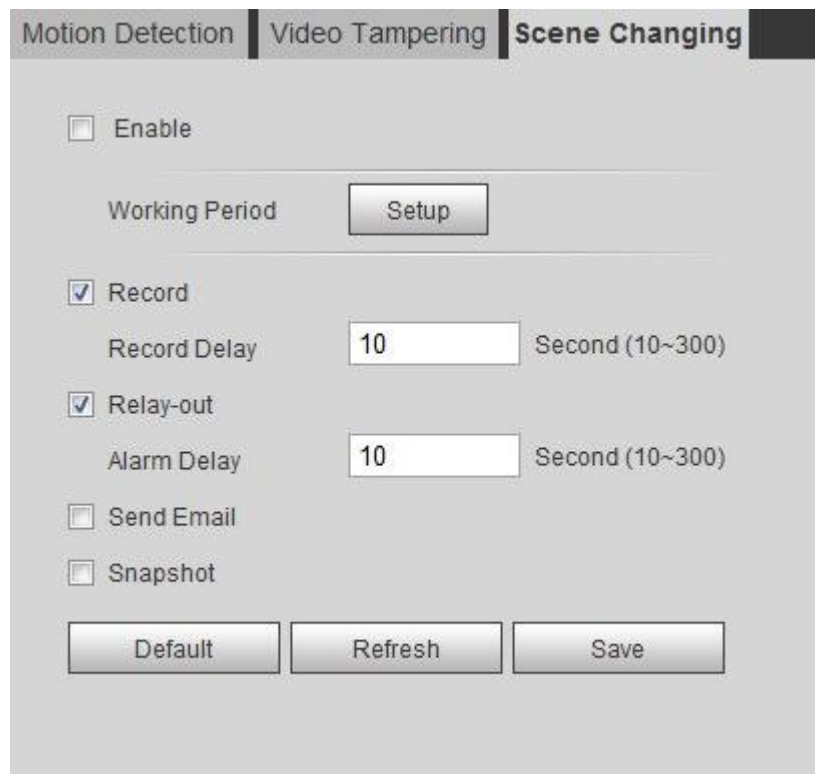 Motion Detection Video Tampering Scene Changing
Enable
Working Period Setup
Record
Record Delay 10 Second (10~300)
Relay-out
Alarm Delay 10 Second (10~300)
Send Email
Snapshot
Default Refresh Save